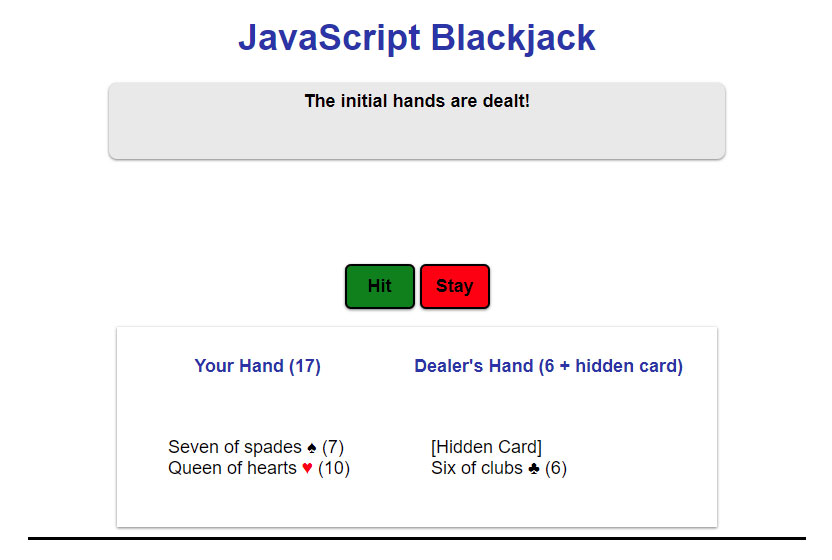 JavaScript Blackjack
The initial hands are dealt!
Hit Stay
Your Hand (17) Dealer's Hand (6 + hidden card)
Seven of spades ♠ (7) [Hidden Card]
Queen of hearts ♥ (10) Six of clubs ♣ (6)